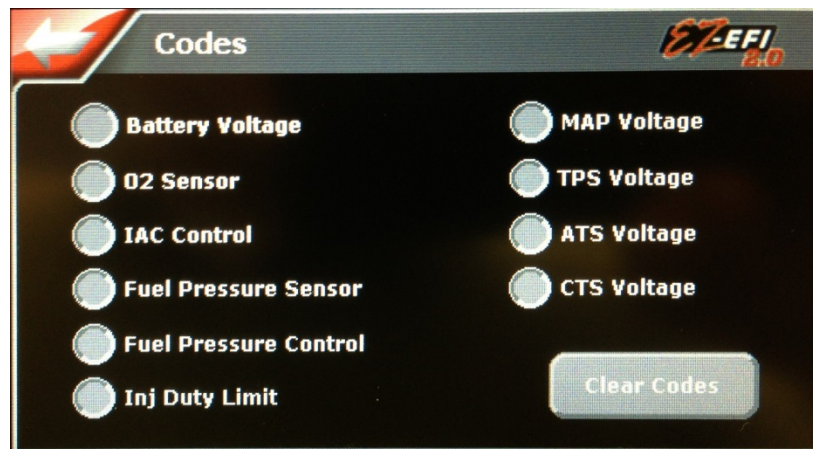 Codes
EZ-EFI
2.0
Battery Voltage
O2 Sensor
IAC Control
Fuel Pressure Sensor
Fuel Pressure Control
Inj Duty Limit
MAP Voltage
TPS Voltage
ATS Voltage
CTS Voltage
Clear Codes